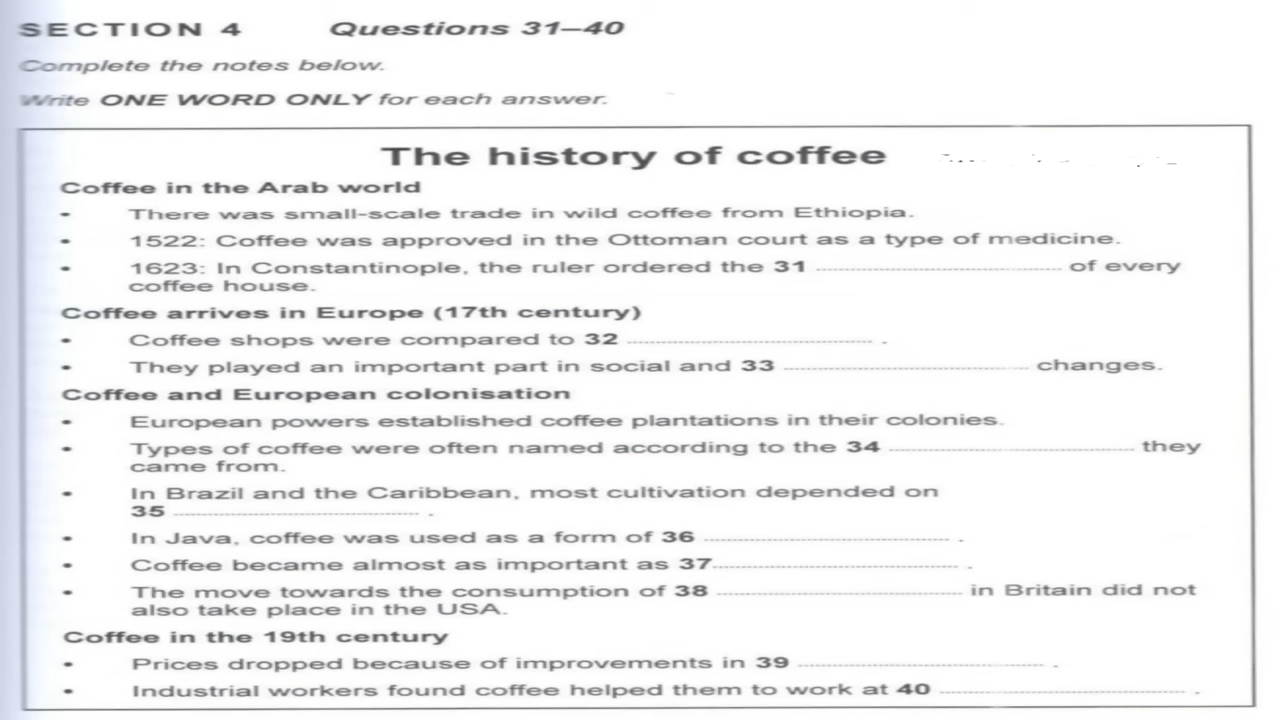 SECTION 4 Questions 31–40
Complete the notes below.
Write ONE WORD ONLY for each answer.
The history of coffee
Coffee in the Arab world
• There was small-scale trade in wild coffee from Ethiopia.
• 1522: Coffee was approved in the Ottoman court as a type of medicine.
• 1623: In Constantinople, the ruler ordered the 31 .................... of every
coffee house.
Coffee arrives in Europe (17th century)
• Coffee shops were compared to 32 .................... .
• They played an important part in social and 33 .................... changes.
Coffee and European colonisation
• European powers established coffee plantations in their colonies.
• Types of coffee were often named according to the 34 .................... they
came from.
• In Brazil and the Caribbean, most cultivation depended on
35 .................... .
• In Java, coffee was used as a form of 36 .................... .
• Coffee became almost as important as 37.................... .
• The move towards the consumption of 38 .................... in Britain did not
also take place in the USA.
Coffee in the 19th century
• Prices dropped because of improvements in 39 .................... .
• Industrial workers found coffee helped them to work at 40 .................... .